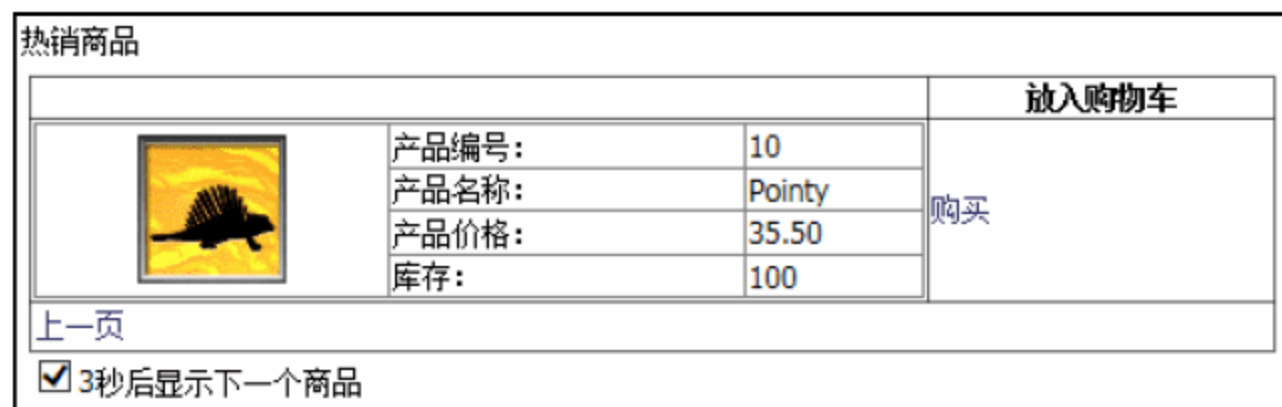 热销商品
放入购物车
产品编号： 10
产品名称： Pointy
产品价格： 35.50
库存： 100
购买
上一页
3秒后显示下一个商品